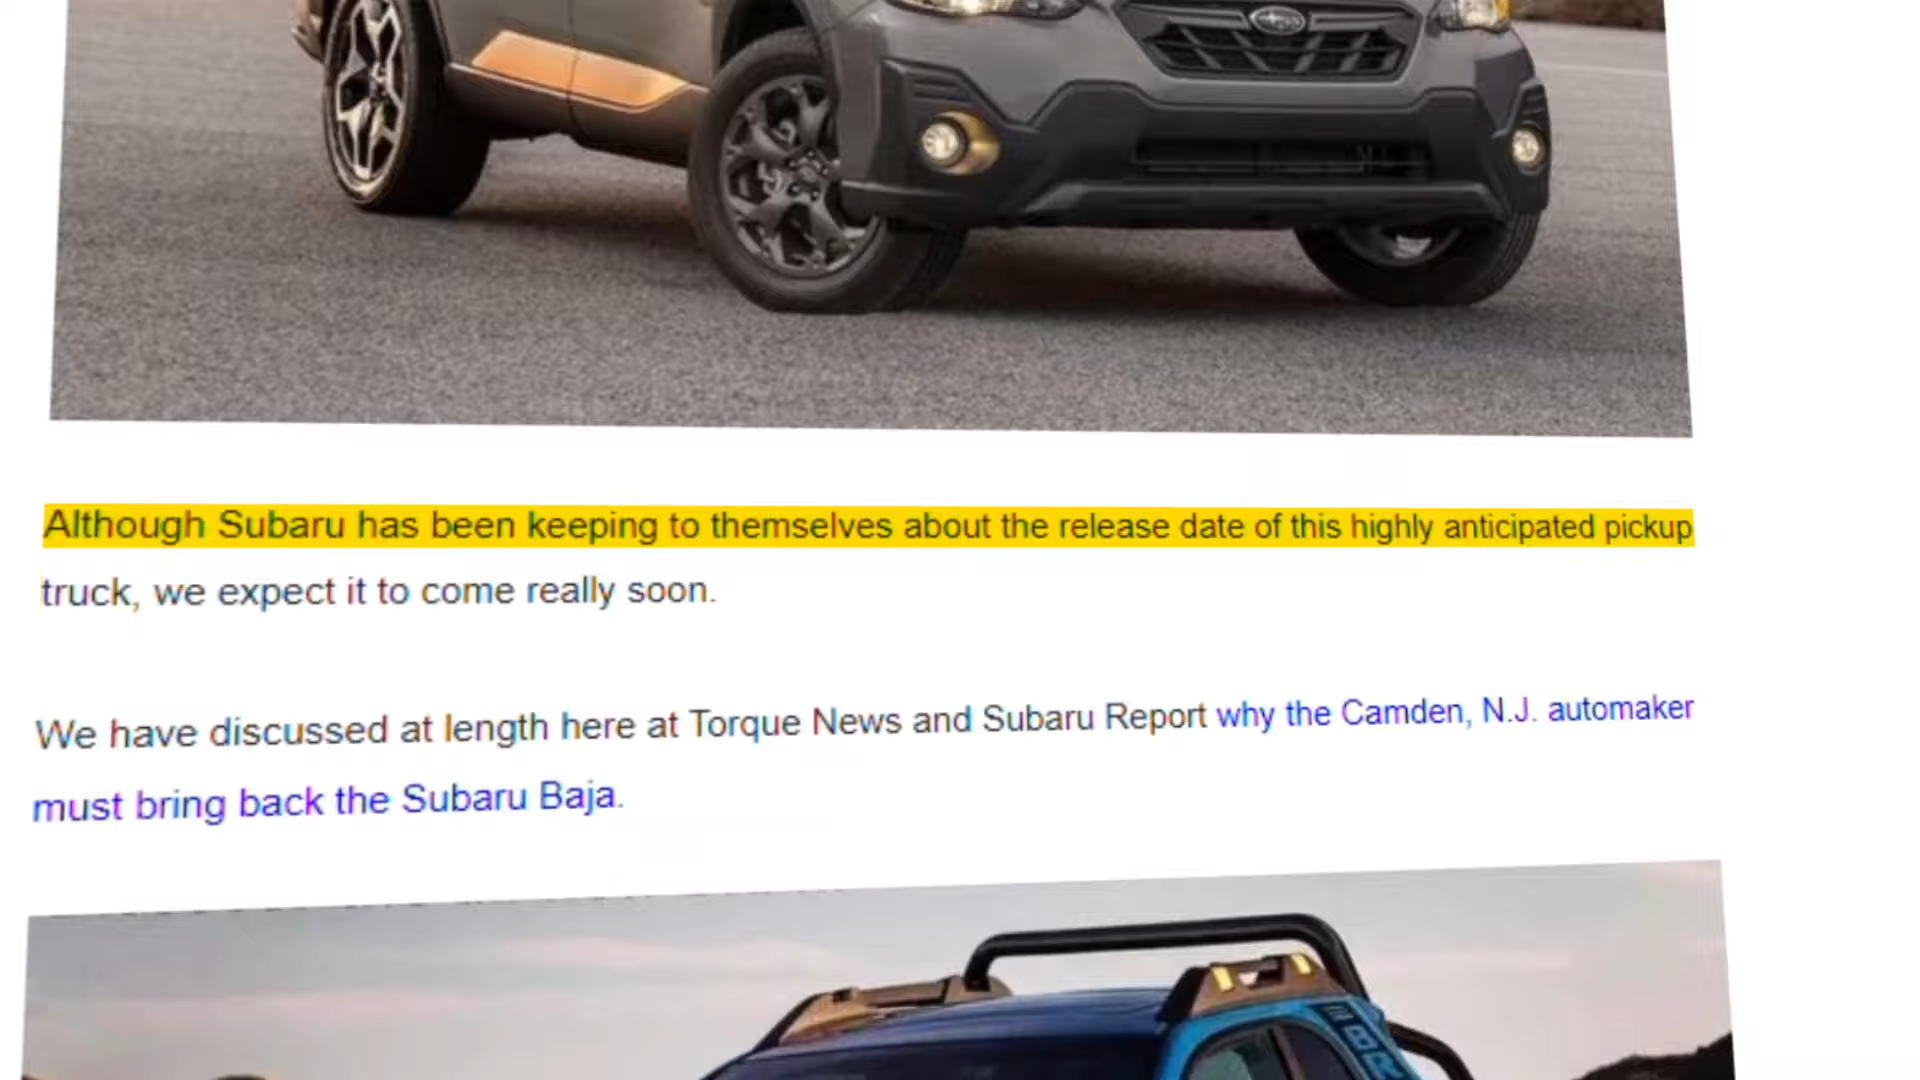 Although Subaru has been keeping to themselves about the release date of this highly anticipated pickup
truck, we expect it to come really soon.
We have discussed at length here at Torque News and Subaru Report why the Camden, N.J. automaker
must bring back the Subaru Baja.